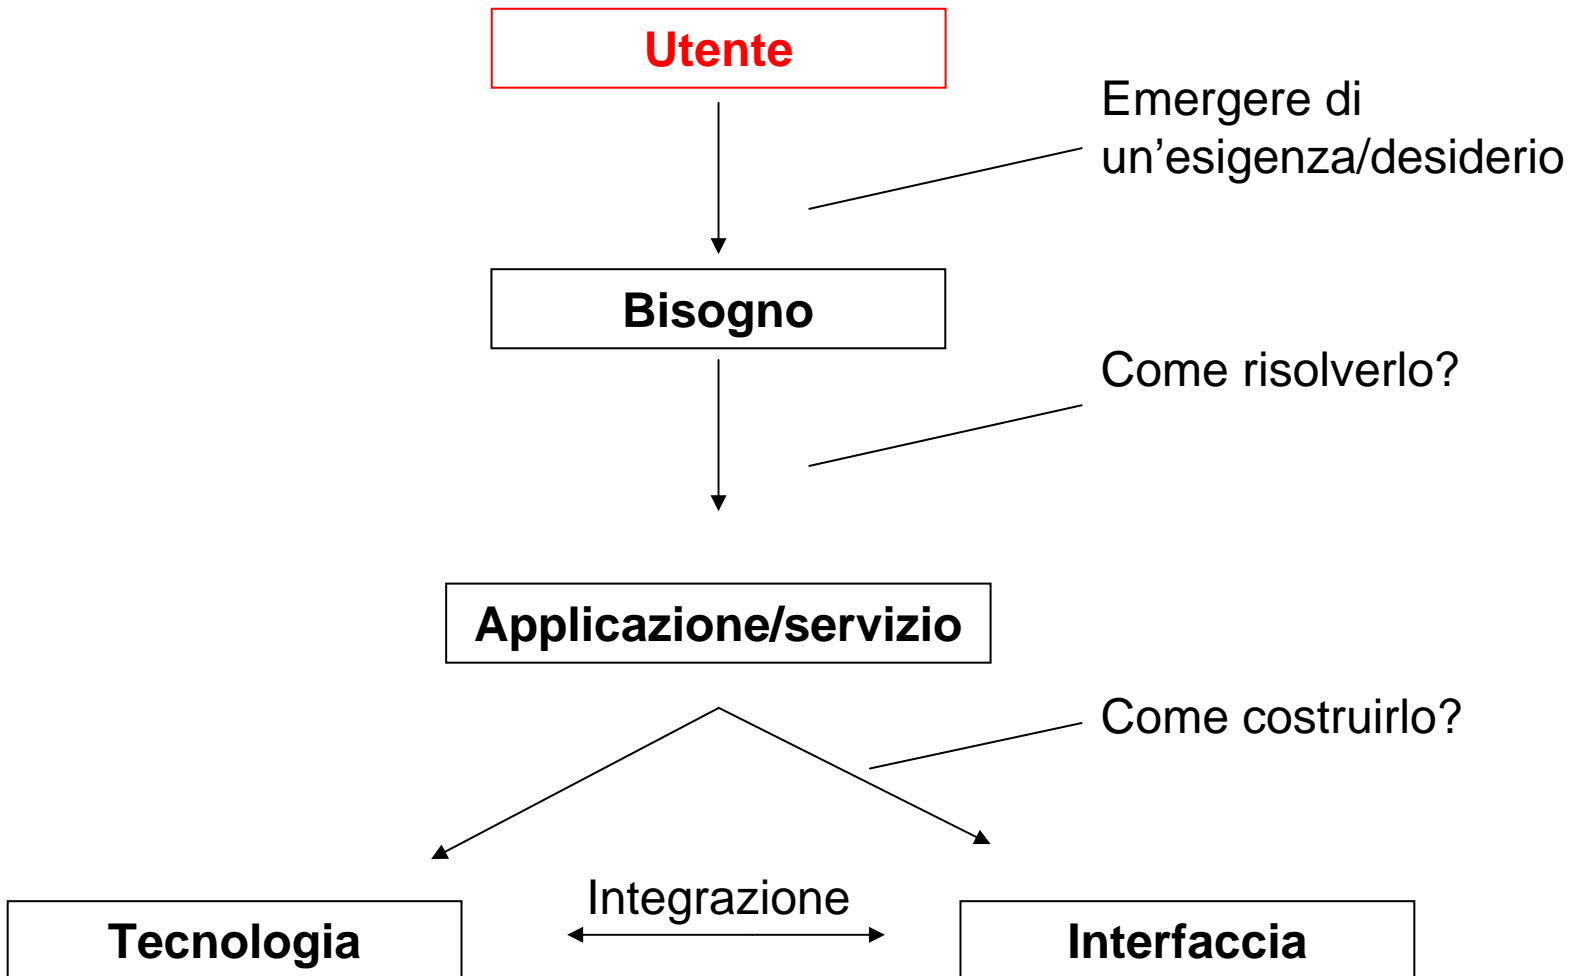 Utente
Emergere di
un’esigenza/desiderio
Bisogno
Come risolverlo?
Applicazione/servizio
Come costruirlo?
Integrazione
Tecnologia
Interfaccia